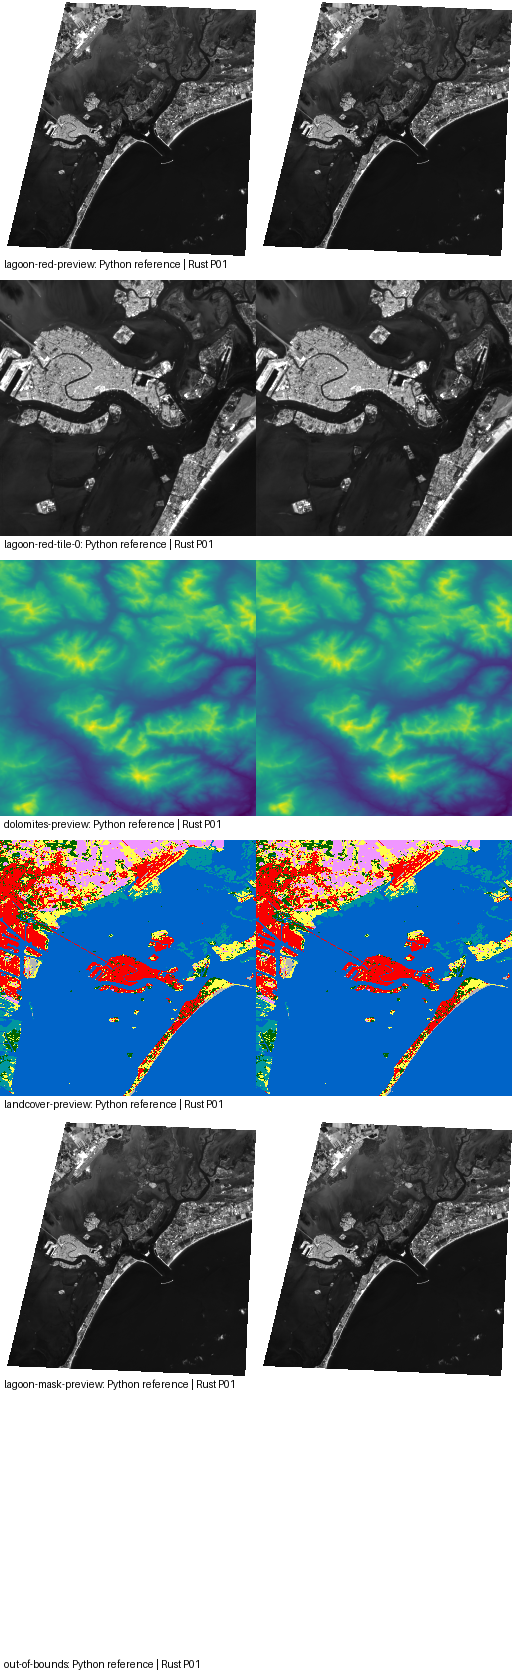 lagoon-red-preview: Python reference | Rust P01
lagoon-red-tile-0: Python reference | Rust P01
dolomites-preview: Python reference | Rust P01
landcover-preview: Python reference | Rust P01
lagoon-mask-preview: Python reference | Rust P01
out-of-bounds: Python reference | Rust P01